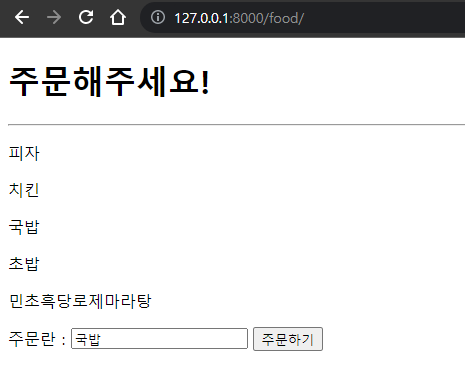 127.0.0.1:8000/food/
주문해주세요!
피자
치킨
국밥
초밥
민초흑당로제마라탕
주문란 : 국밥 주문하기